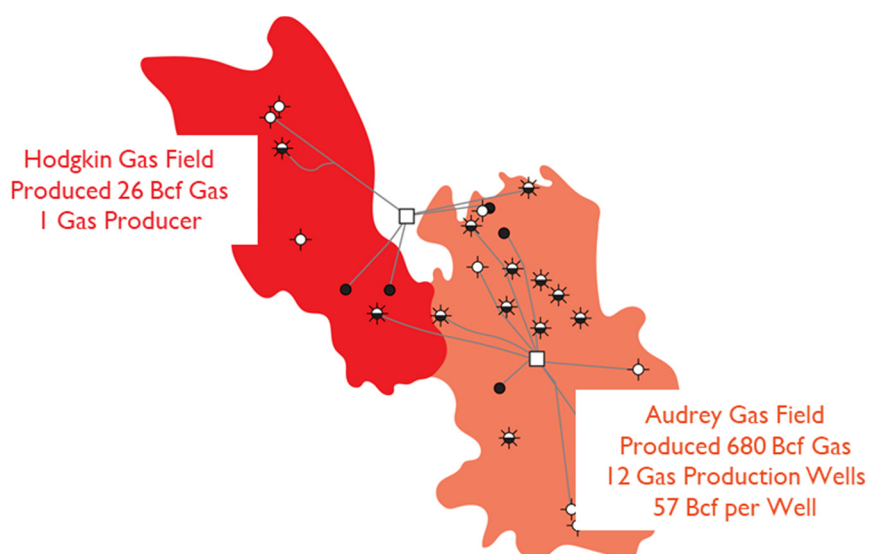 Hodgkin Gas Field
Produced 26 Bcf Gas
1 Gas Producer
Audrey Gas Field
Produced 680 Bcf Gas
12 Gas Production Wells
57 Bcf per Well